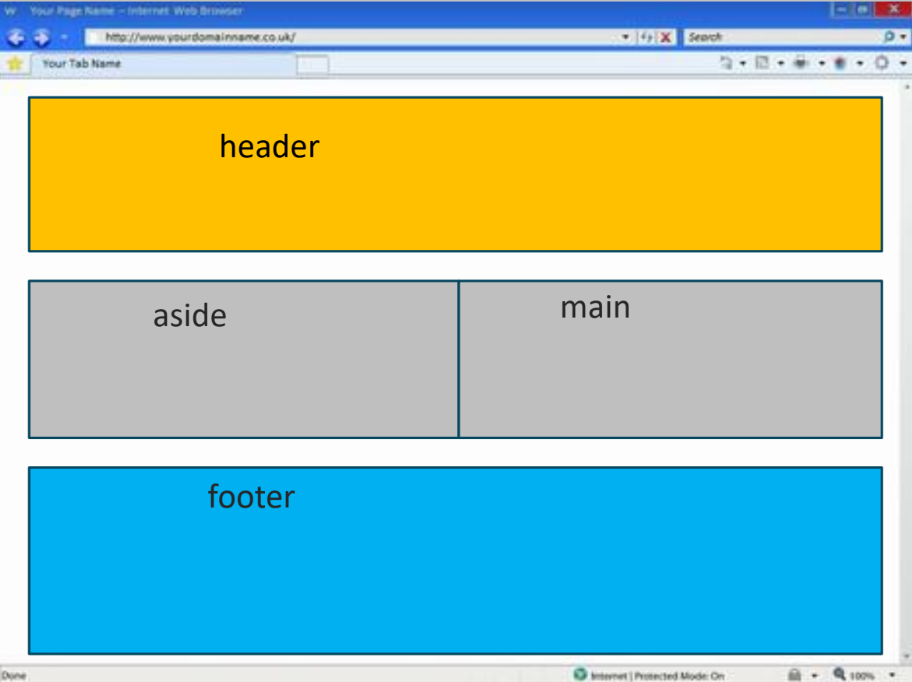 W Your Page Name – Internet Web Browser
http://www.yourdomainname.co.uk/
Search
Your Tab Name
header
aside
main
footer
Done
Internet | Protected Mode: On
100%